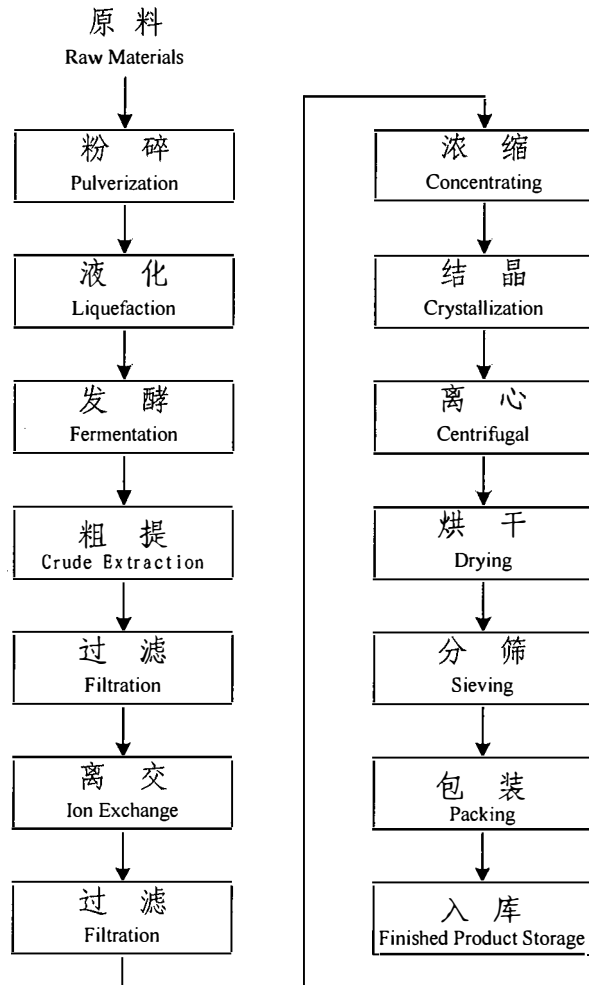 原 料
Raw Materials
粉 碎
Pulverization
液 化
Liquefaction
发 酵
Fermentation
粗 提
Crude Extraction
过 滤
Filtration
离 交
Ion Exchange
过 滤
Filtration
浓 缩
Concentrating
结 晶
Crystallization
离 心
Centrifugal
烘 干
Drying
分 筛
Sieving
包 装
Packing
入 库
Finished Product Storage